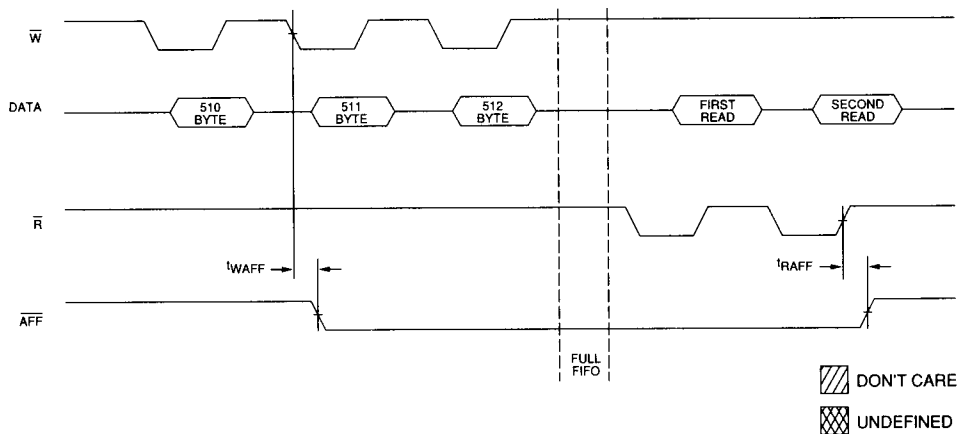 W
DATA
510
BYTE
511
BYTE
512
BYTE
FIRST
READ
SECOND
READ
R
tWAFF
tRAFF
AFF
FULL
FIFO
DON'T CARE
UNDEFINED